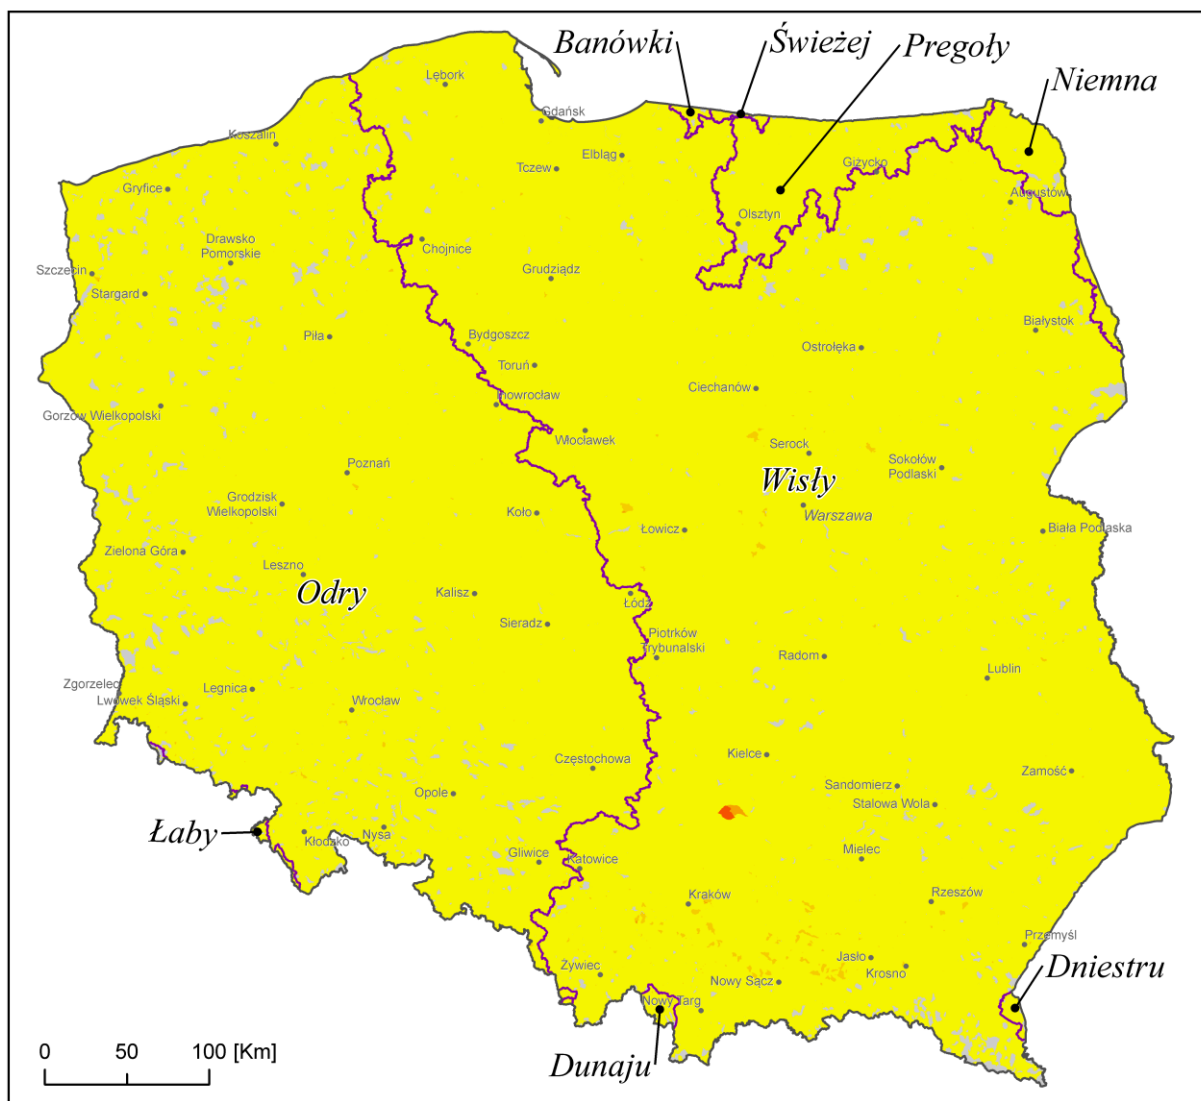 Banówki
Świeżej
Pregoły
Niemna
Lębork
Gdańsk
Koszalin
Elbląg
Tczew
Giżycko
Gryfice
Augustów
Olsztyn
Drawsko
Pomorskie
Chojnice
Szczecin
Grudziądz
Stargard
Białystok
Piła
Bydgoszcz
Ostrołęka
Toruń
Ciechanów
Inowrocław
Gorzów Wielkopolski
Włocławek
Serock
Sokołów
Podlaski
Poznań
Wisły
Grodzisk
Wielkopolski
Koło
Warszawa
Łowicz
Biała Podlaska
Zielona Góra
Leszno
Odry
Kalisz
Łódź
Sieradz
Piotrków
Trybunalski
Radom
Lublin
Zgorzelec
Legnica
Lwówek Śląski
Wrocław
Częstochowa
Kielce
Zamość
Sandomierz
Opole
Stalowa Wola
Łaby
Kłodzko
Nysa
Gliwice
Katowice
Mielec
Kraków
Rzeszów
Przemyśl
Jasło
Krosno
Dniestru
Żywiec
Nowy Sącz
Nowy Targ
Dunaju
0 50 100 [Km]